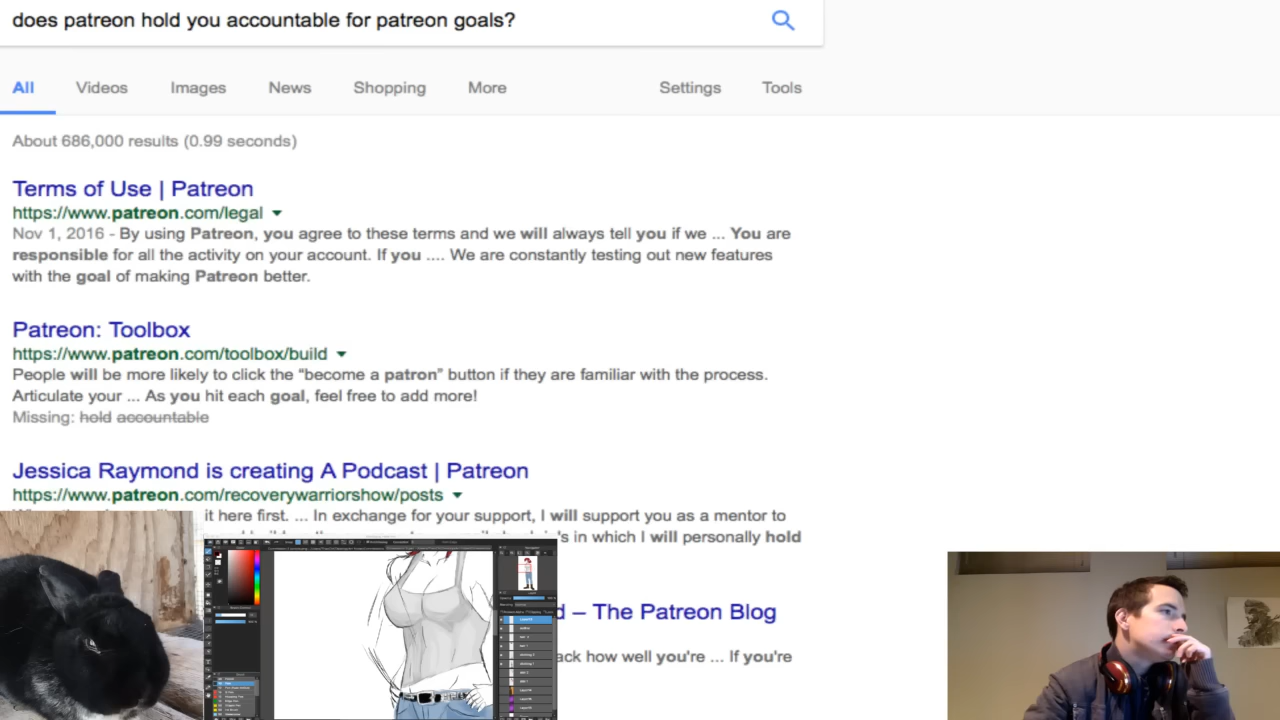 does patreon hold you accountable for patreon goals?
All Videos Images News Shopping More Settings Tools
About 686,000 results (0.99 seconds)
Terms of Use | Patreon
https://www.patreon.com/legal
Nov 1, 2016 - By using Patreon, you agree to these terms and we will always tell you if we ... You are
responsible for all the activity on your account. If you .... We are constantly testing out new features
with the goal of making Patreon better.
Patreon: Toolbox
https://www.patreon.com/toolbox/build
People will be more likely to click the “become a patron” button if they are familiar with the process.
Articulate your ... As you hit each goal, feel free to add more!
Missing: hold accountable
Jessica Raymond is creating A Podcast | Patreon
https://www.patreon.com/recoverywarriorshow/posts
it here first. ... In exchange for your support, I will support you as a mentor to
in which I will personally hold
d – The Patreon Blog
ack how well you're ... If you're